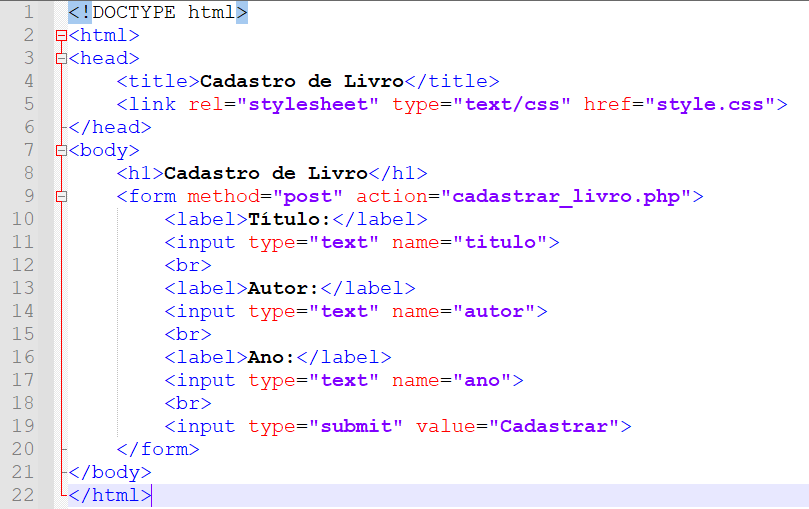 1 <!DOCTYPE html>
2 <html>
3 <head>
4 <title>Cadastro de Livro</title>
5 <link rel="stylesheet" type="text/css" href="style.css">
6 </head>
7 <body>
8 <h1>Cadastro de Livro</h1>
9 <form method="post" action="cadastrar_livro.php">
10 <label>Título:</label>
11 <input type="text" name="titulo">
12 <br>
13 <label>Autor:</label>
14 <input type="text" name="autor">
15 <br>
16 <label>Ano:</label>
17 <input type="text" name="ano">
18 <br>
19 <input type="submit" value="Cadastrar">
20 </form>
21 </body>
22 </html>